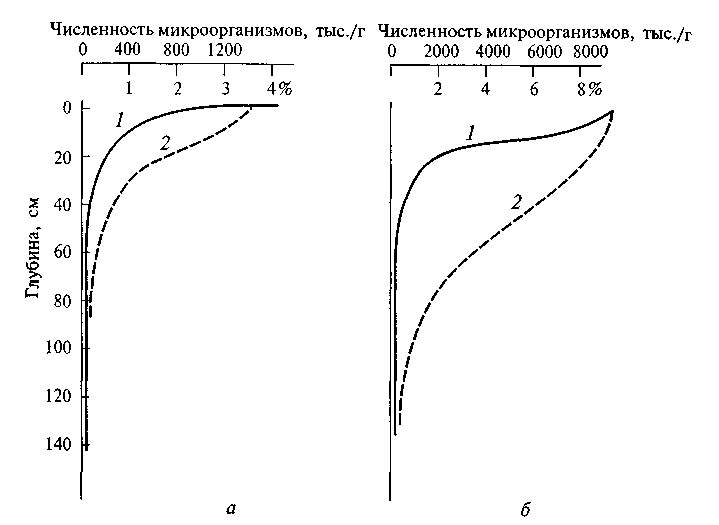 Численность микроорганизмов, тыс./г
0 400 800 1200
1 2 3 4%
Глубина, см
0
20
40
60
80
100
120
140
1
2
а
Численность микроорганизмов, тыс./г
0 2000 4000 6000 8000
2 4 6 8%
1
2
б